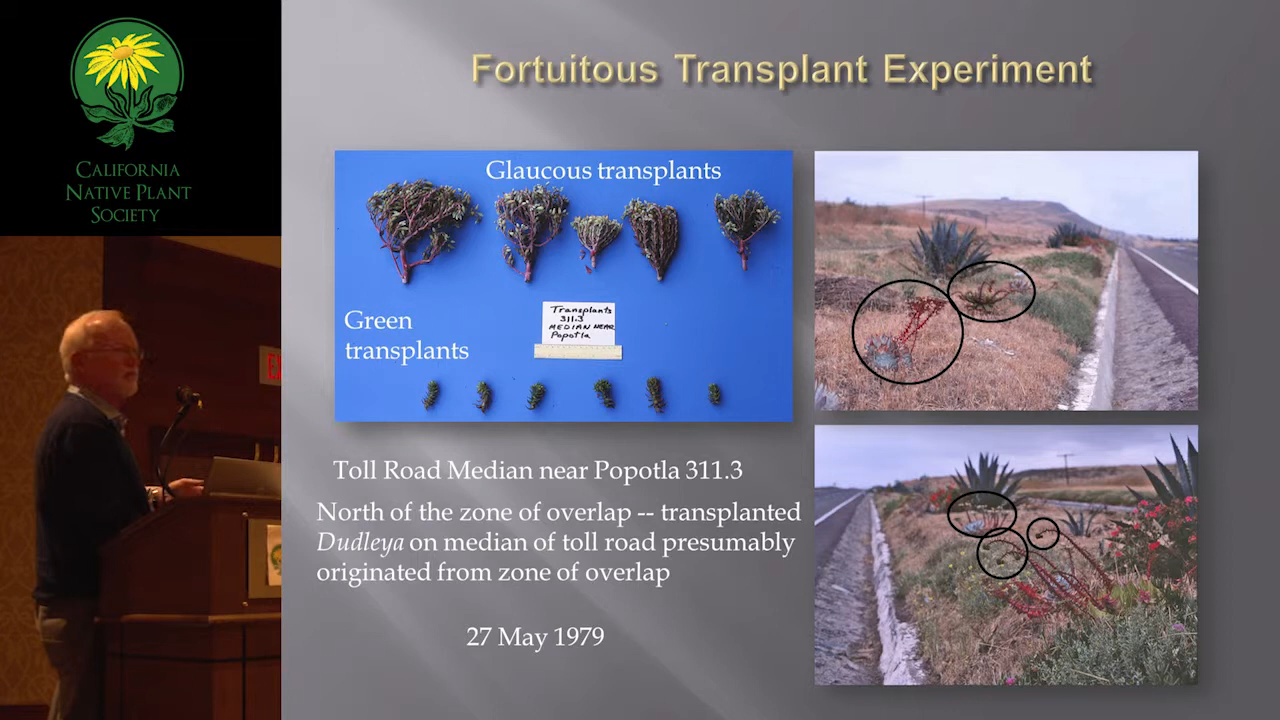 CALIFORNIA
NATIVE PLANT
SOCIETY
Fortuitous Transplant Experiment
Glaucous transplants
Green
transplants
Transplants
311.3
MEDIAN NEAR
Popotla
Toll Road Median near Popotla 311.3
North of the zone of overlap -- transplanted
Dudleya on median of toll road presumably
originated from zone of overlap
27 May 1979